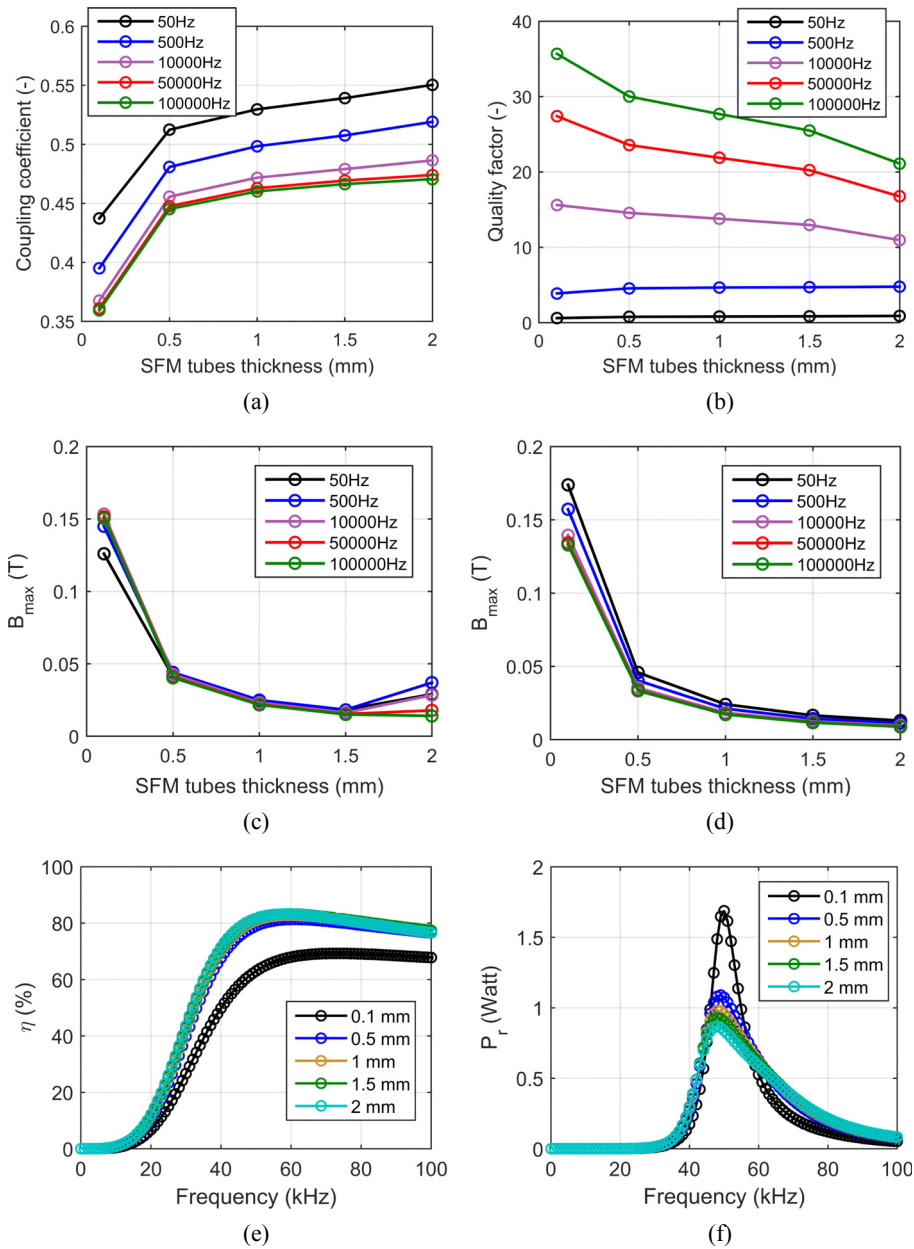 0.6
0.55
0.5
0.45
0.4
0.35
Coupling coefficient (-)
50Hz
500Hz
10000Hz
50000Hz
100000Hz
0 0.5 1 1.5 2
SFM tubes thickness (mm)
(a)
40
30
20
10
0
Quality factor (-)
50Hz
500Hz
10000Hz
50000Hz
100000Hz
0 0.5 1 1.5 2
SFM tubes thickness (mm)
(b)
0.2
0.15
0.1
0.05
0
B_max (T)
50Hz
500Hz
10000Hz
50000Hz
100000Hz
0 0.5 1 1.5 2
SFM tubes thickness (mm)
(c)
0.2
0.15
0.1
0.05
0
B_max (T)
50Hz
500Hz
10000Hz
50000Hz
100000Hz
0 0.5 1 1.5 2
SFM tubes thickness (mm)
(d)
100
80
60
40
20
0
η (%)
0.1 mm
0.5 mm
1 mm
1.5 mm
2 mm
0 20 40 60 80 100
Frequency (kHz)
(e)
2
1.5
1
0.5
0
P_r (Watt)
0.1 mm
0.5 mm
1 mm
1.5 mm
2 mm
0 20 40 60 80 100
Frequency (kHz)
(f)